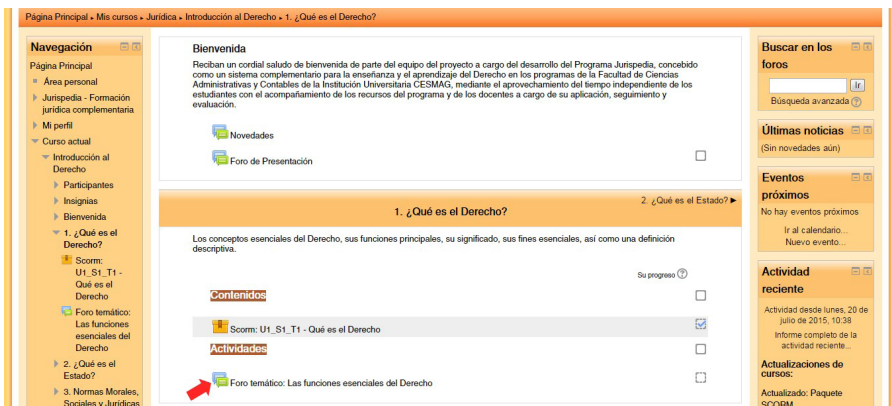 Página Principal ▸ Mis cursos ▸ Jurídica ▸ Introducción al Derecho ▸ 1. ¿Qué es el Derecho?
Navegación
Página Principal
Área personal
Jurispedia - Formación
jurídica complementaria
Mi perfil
Curso actual
Introducción al
Derecho
Participantes
Insignias
Bienvenida
1. ¿Qué es el
Derecho?
Scorm:
U1_S1_T1 -
Qué es el
Derecho
Foro temático:
Las funciones
esenciales del
Derecho
2. ¿Qué es el
Estado?
3. Normas Morales,
Sociales y Jurídicas
Bienvenida
Reciban un cordial saludo de bienvenida de parte del equipo del proyecto a cargo del desarrollo del Programa Jurispedia, concebido
como un sistema complementario para la enseñanza y el aprendizaje del Derecho en los programas de la Facultad de Ciencias
Administrativas y Contables de la Institución Universitaria CESMAG, mediante el aprovechamiento del tiempo independiente de los
estudiantes con el acompañamiento de los recursos del programa y de los docentes a cargo de su aplicación, seguimiento y
evaluación.
Novedades
Foro de Presentación
2. ¿Qué es el Estado? ►
1. ¿Qué es el Derecho?
Los conceptos esenciales del Derecho, sus funciones principales, su significado, sus fines esenciales, así como una definición
descriptiva.
Su progreso ?
Contenidos
Scorm: U1_S1_T1 - Qué es el Derecho
Actividades
Foro temático: Las funciones esenciales del Derecho
Buscar en los
foros
Ir
Búsqueda avanzada ?
Últimas noticias
(Sin novedades aún)
Eventos
próximos
No hay eventos próximos
Ir al calendario...
Nuevo evento...
Actividad
reciente
Actividad desde lunes, 20 de
julio de 2015, 10:38
Informe completo de la
actividad reciente...
Actualizaciones de
cursos:
Actualizado: Paquete
SCORM